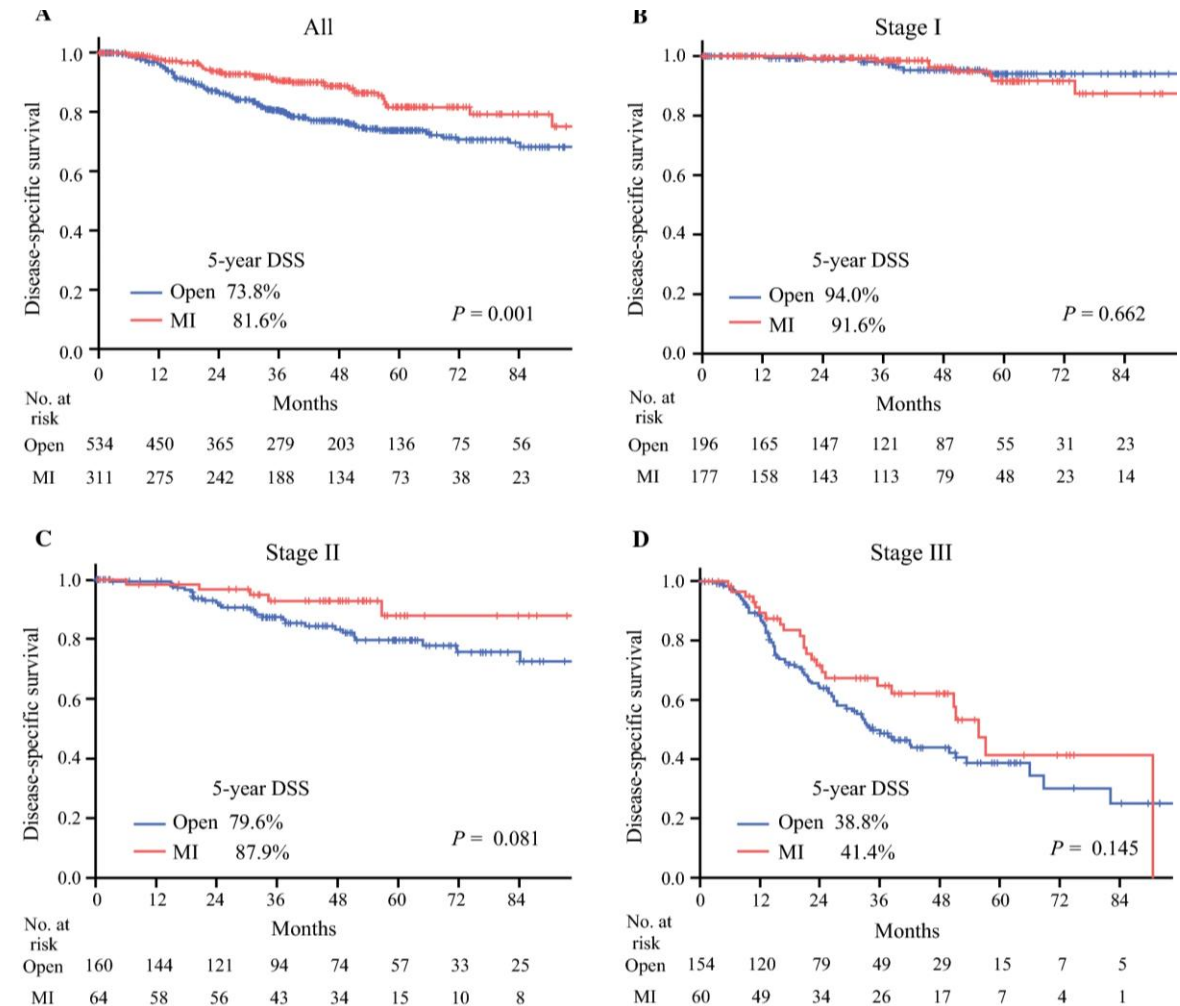 A
All
1.0
0.8
0.6
0.4
0.2
0.0
Disease-specific survival
5-year DSS
Open 73.8%
MI 81.6%
P = 0.001
0 12 24 36 48 60 72 84
No. at
risk
Months
Open 534 450 365 279 203 136 75 56
MI 311 275 242 188 134 73 38 23
B
Stage I
1.0
0.8
0.6
0.4
0.2
0.0
Disease-specific survival
5-year DSS
Open 94.0%
MI 91.6%
P = 0.662
0 12 24 36 48 60 72 84
No. at
risk
Months
Open 196 165 147 121 87 55 31 23
MI 177 158 143 113 79 48 23 14
C
Stage II
1.0
0.8
0.6
0.4
0.2
0.0
Disease-specific survival
5-year DSS
Open 79.6%
MI 87.9%
P = 0.081
0 12 24 36 48 60 72 84
No. at
risk
Months
Open 160 144 121 94 74 57 33 25
MI 64 58 56 43 34 15 10 8
D
Stage III
1.0
0.8
0.6
0.4
0.2
0.0
Disease-specific survival
5-year DSS
Open 38.8%
MI 41.4%
P = 0.145
0 12 24 36 48 60 72 84
No. at
risk
Months
Open 154 120 79 49 29 15 7 5
MI 60 49 34 26 17 7 4 1